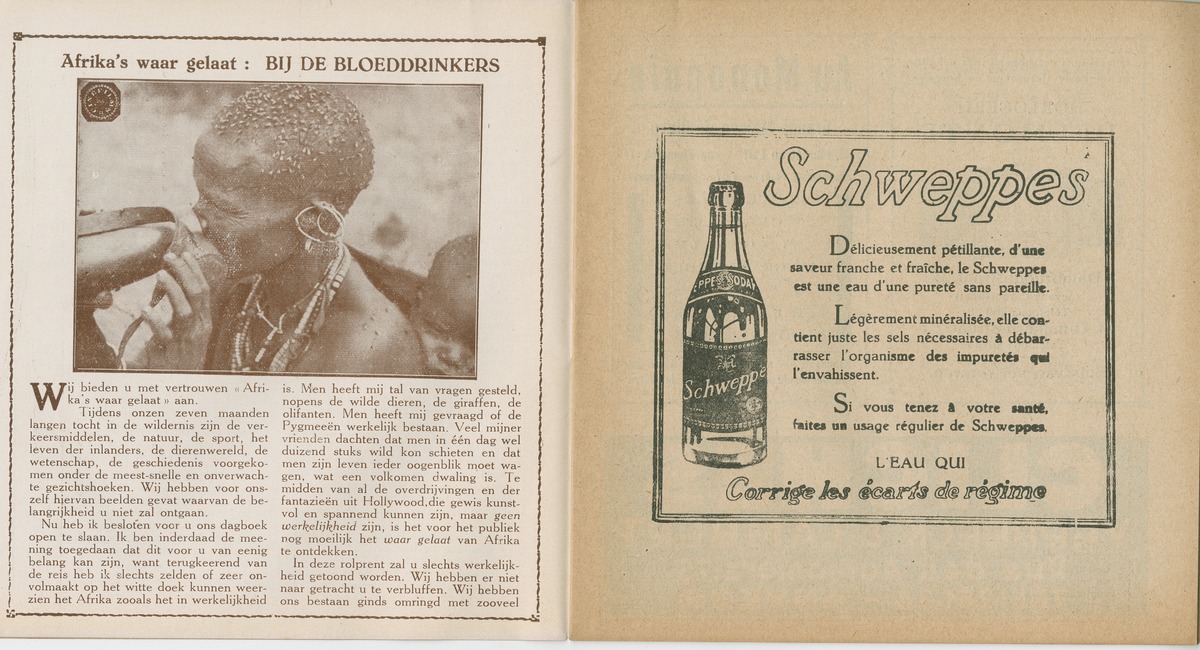 Afrika's waar gelaat : BIJ DE BLOEDDRINKERS
Wij bieden u met vertrouwen « Afri-
ka's waar gelaat » aan.
Tijdens onzen zeven maanden
langen tocht in de wildernis zijn de ver-
keersmiddelen, de natuur, de sport, het
leven der inlanders, de dierenwereld, de
wetenschap, de geschiedenis voorgeko-
men onder de meest-snelle en onverwach-
te gezichtshoeken. Wij hebben voor ons-
zelf hjervan beelden gevat waarvan de be-
langrijkheid u niet zal ontgaan.
Nu heb ik besloten voor u ons dagboek
open te slaan. Ik ben inderdaad de mee-
ning toegedaan dat dit voor u van eenig
belang kan zijn, want terugkeerend van
de reis heb ik slechts zelden of zeer on-
volmaakt op het witte doek kunnen weer-
zien het Afrika zooals het in werkelijkheid
is. Men heeft mij tal van vragen gesteld,
nopens de wilde dieren, de giraffen, de
olifanten. Men heeft mij gevraagd of de
Pygmeeën werkelijk bestaan. Veel mijner
vrienden dachten dat men in één dag wel
duizend stuks wild kon schieten en dat
men zijn leven ieder oogenblik moet wa-
gen, wat een volkomen dwaling is. Te
midden van al de overdrijvingen en der
fantazieën uit Hollywood,die gewis kunst-
vol en spannend kunnen zijn, maar geen
werkelijkheid zijn, is het voor het publiek
nog moeilijk het waar gelaat van Afrika
te ontdekken.
In deze rolprent zal u slechts werkelijk-
heid getoond worden. Wij hebben er niet
naar getracht u te verbluffen. Wij hebben
ons bestaan ginds omringd met zooveel
Schweppes
PPE SODA
Schweppe
Délicieusement pétillante, d'une
saveur franche et fraîche, le Schweppes
est une eau d'une pureté sans pareille.
Légèrement minéralisée, elle con-
tient juste les sels nécessaires à débar-
rasser l'organisme des impuretés qui
l'envahissent.
Si vous tenez à votre santé,
faites un usage régulier de Schweppes.
L'EAU QUI
Corrige les écarts de régime